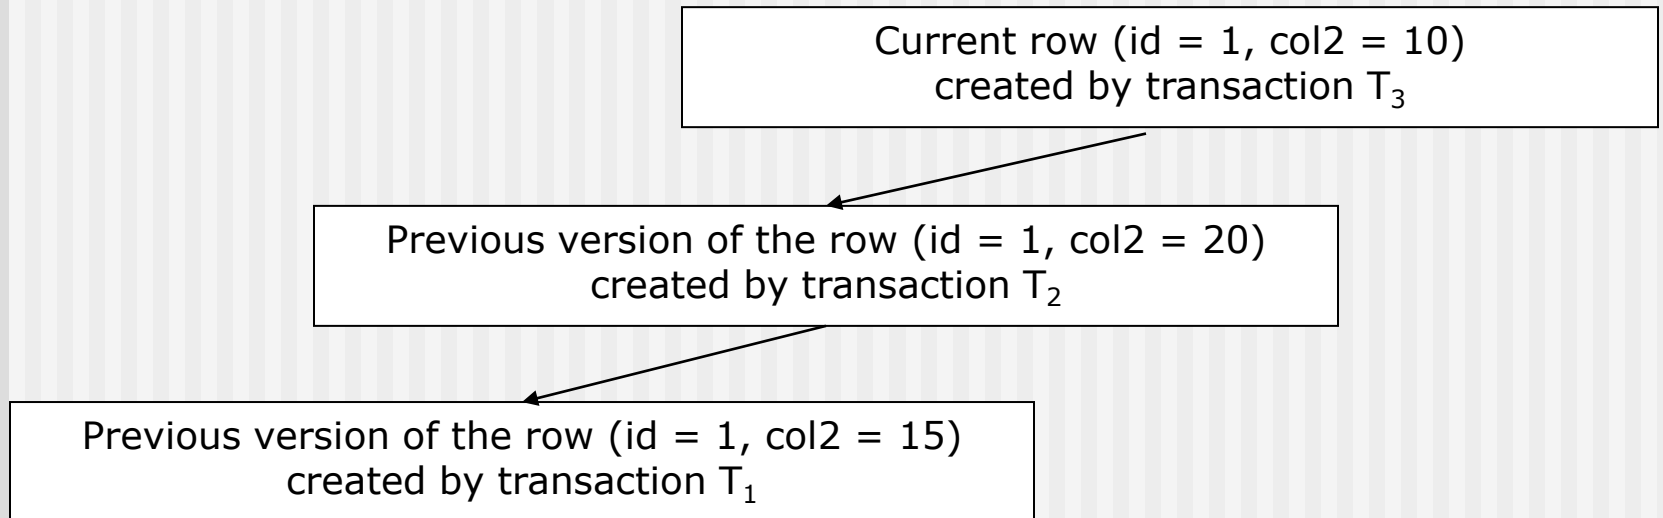 Current row (id = 1, col2 = 10)
created by transaction T₃
Previous version of the row (id = 1, col2 = 20)
created by transaction T₂
Previous version of the row (id = 1, col2 = 15)
created by transaction T₁